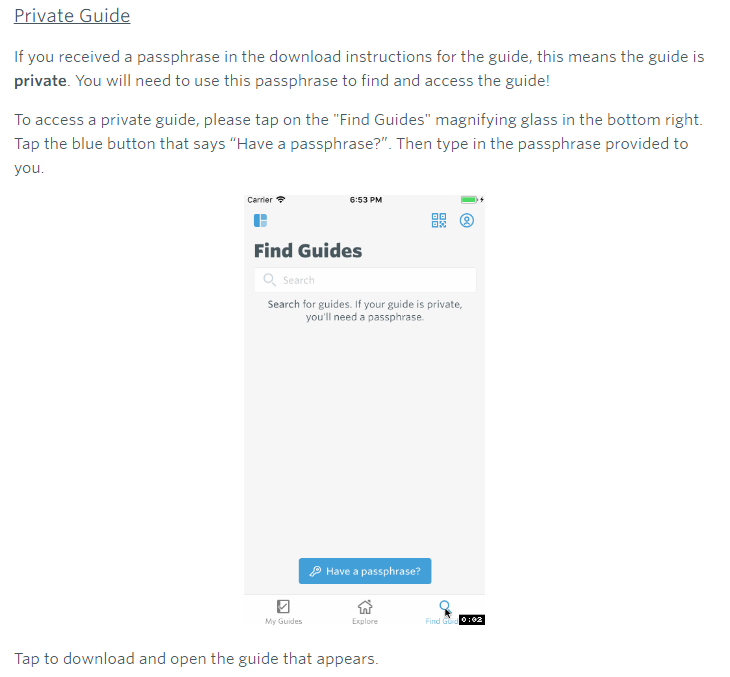 Private Guide
If you received a passphrase in the download instructions for the guide, this means the guide is
private. You will need to use this passphrase to find and access the guide!
To access a private guide, please tap on the "Find Guides" magnifying glass in the bottom right.
Tap the blue button that says “Have a passphrase?”. Then type in the passphrase provided to
you.
Carrier 6:53 PM
Find Guides
Search
Search for guides. If your guide is private,
you'll need a passphrase.
Have a passphrase?
My Guides Explore Find Guid 0:02
Tap to download and open the guide that appears.